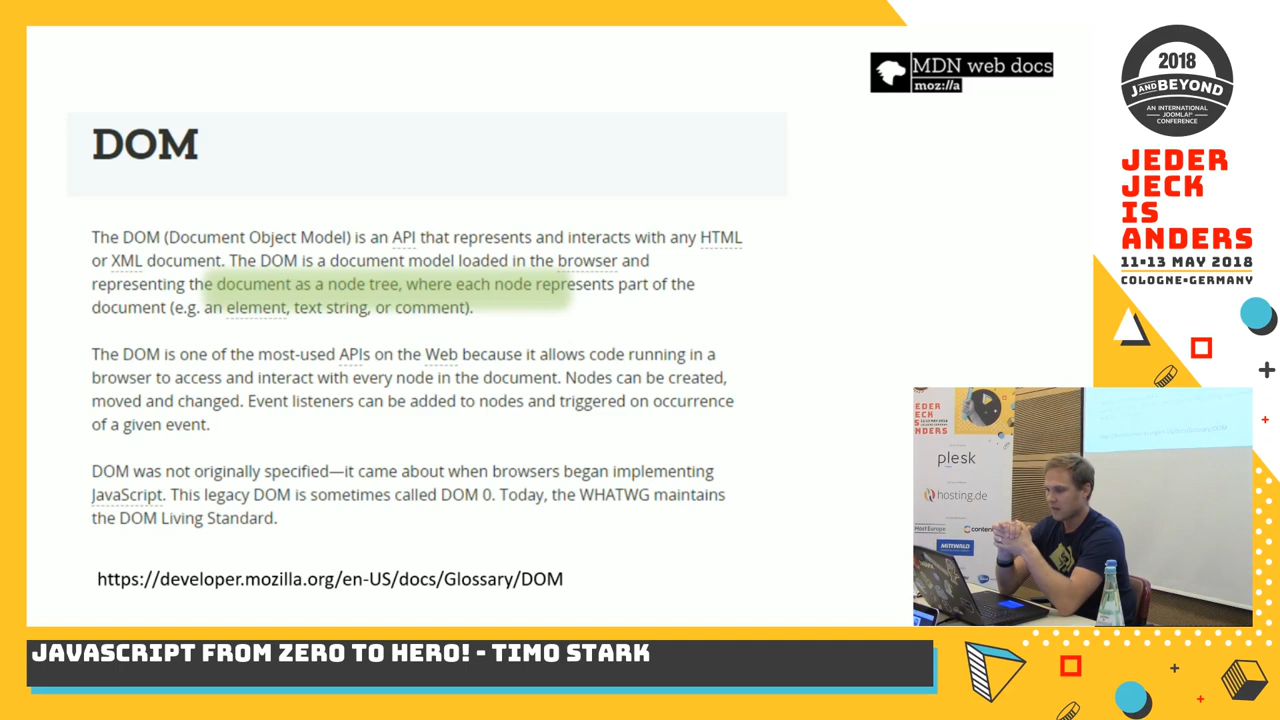 MDN web docs
moz://a
DOM
The DOM (Document Object Model) is an API that represents and interacts with any HTML
or XML document. The DOM is a document model loaded in the browser and
representing the document as a node tree, where each node represents part of the
document (e.g. an element, text string, or comment).
The DOM is one of the most-used APIs on the Web because it allows code running in a
browser to access and interact with every node in the document. Nodes can be created,
moved and changed. Event listeners can be added to nodes and triggered on occurrence
of a given event.
DOM was not originally specified—it came about when browsers began implementing
JavaScript. This legacy DOM is sometimes called DOM 0. Today, the WHATWG maintains
the DOM Living Standard.
https://developer.mozilla.org/en-US/docs/Glossary/DOM
JAVASCRIPT FROM ZERO TO HERO! - TIMO STARK
2018
J AND BEYOND
AN INTERNATIONAL
JOOMLA!®
CONFERENCE
JEDER
JECK
IS
ANDERS
11-13 MAY 2018
COLOGNE•GERMANY
JEDER
JECK IS
ANDERS
plesk
hosting.de
HostEurope
MITTWALD